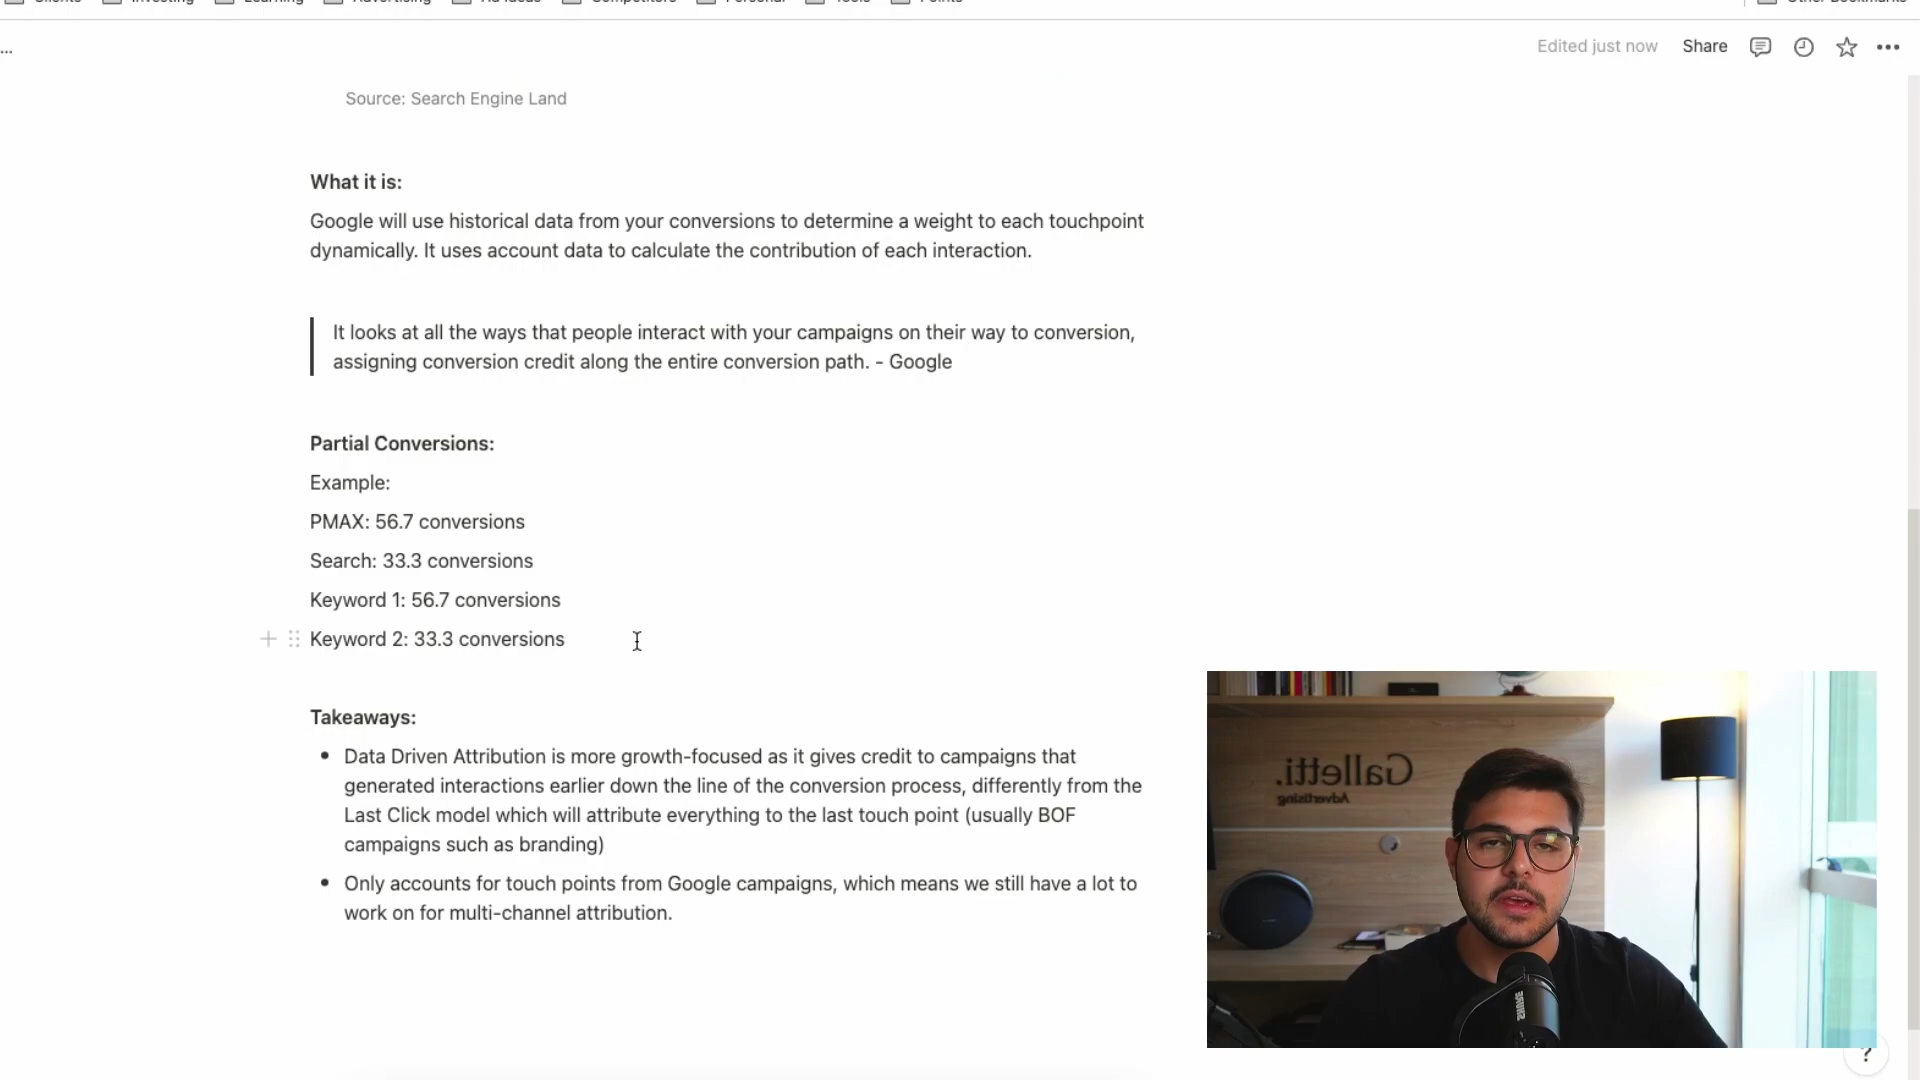 Edited just now
Share
Source: Search Engine Land
What it is:
Google will use historical data from your conversions to determine a weight to each touchpoint
dynamically. It uses account data to calculate the contribution of each interaction.
It looks at all the ways that people interact with your campaigns on their way to conversion,
assigning conversion credit along the entire conversion path. - Google
Partial Conversions:
Example:
PMAX: 56.7 conversions
Search: 33.3 conversions
Keyword 1: 56.7 conversions
Keyword 2: 33.3 conversions
Takeaways:
• Data Driven Attribution is more growth-focused as it gives credit to campaigns that
generated interactions earlier down the line of the conversion process, differently from the
Last Click model which will attribute everything to the last touch point (usually BOF
campaigns such as branding)
• Only accounts for touch points from Google campaigns, which means we still have a lot to
work on for multi-channel attribution.
Galletti.
Advertising
?